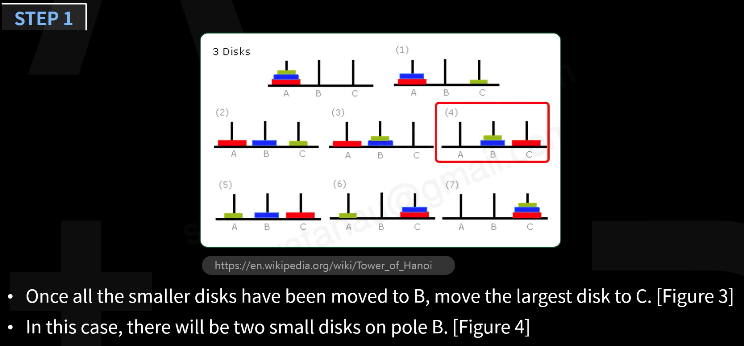 STEP 1
3 Disks
A B C
(1)
A B C
(2)
A B C
(3)
A B C
(4)
A B C
(5)
A B C
(6)
A B C
(7)
A B C
https://en.wikipedia.org/wiki/Tower_of_Hanoi
• Once all the smaller disks have been moved to B, move the largest disk to C. [Figure 3]
• In this case, there will be two small disks on pole B. [Figure 4]